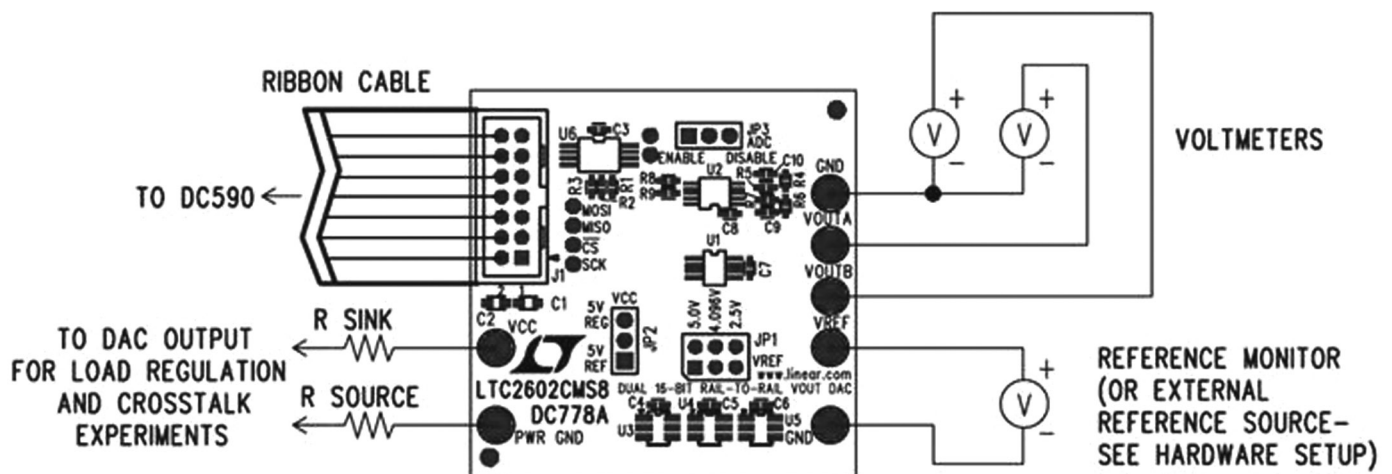 RIBBON CABLE
TO DC590
TO DAC OUTPUT
FOR LOAD REGULATION
AND CROSSTALK
EXPERIMENTS
R SINK
R SOURCE
U6
C3
JP3
ADC
ENABLE
DISABLE
R3
R1
R2
R8
R9
U2
R5
C10
R4
R7
R6
C8
C9
MOSI
MISO
CS
SCK
J1
U1
C7
2 1
C2
C1
VCC
VCC
5V
REG
5V
REF
JP2
5.0V
4.096V
2.5V
JP1
VREF
www.linear.com
LTC2602CMS8
DUAL 16-BIT RAIL-TO-RAIL VOUT DAC
DC778A
C4
U4
C5
C6
U3
U5
PWR GND
GND
GND
VOUTA
VOUTB
VREF
+
V
-
+
V
-
VOLTMETERS
+
V
-
REFERENCE MONITOR
(OR EXTERNAL
REFERENCE SOURCE-
SEE HARDWARE SETUP)